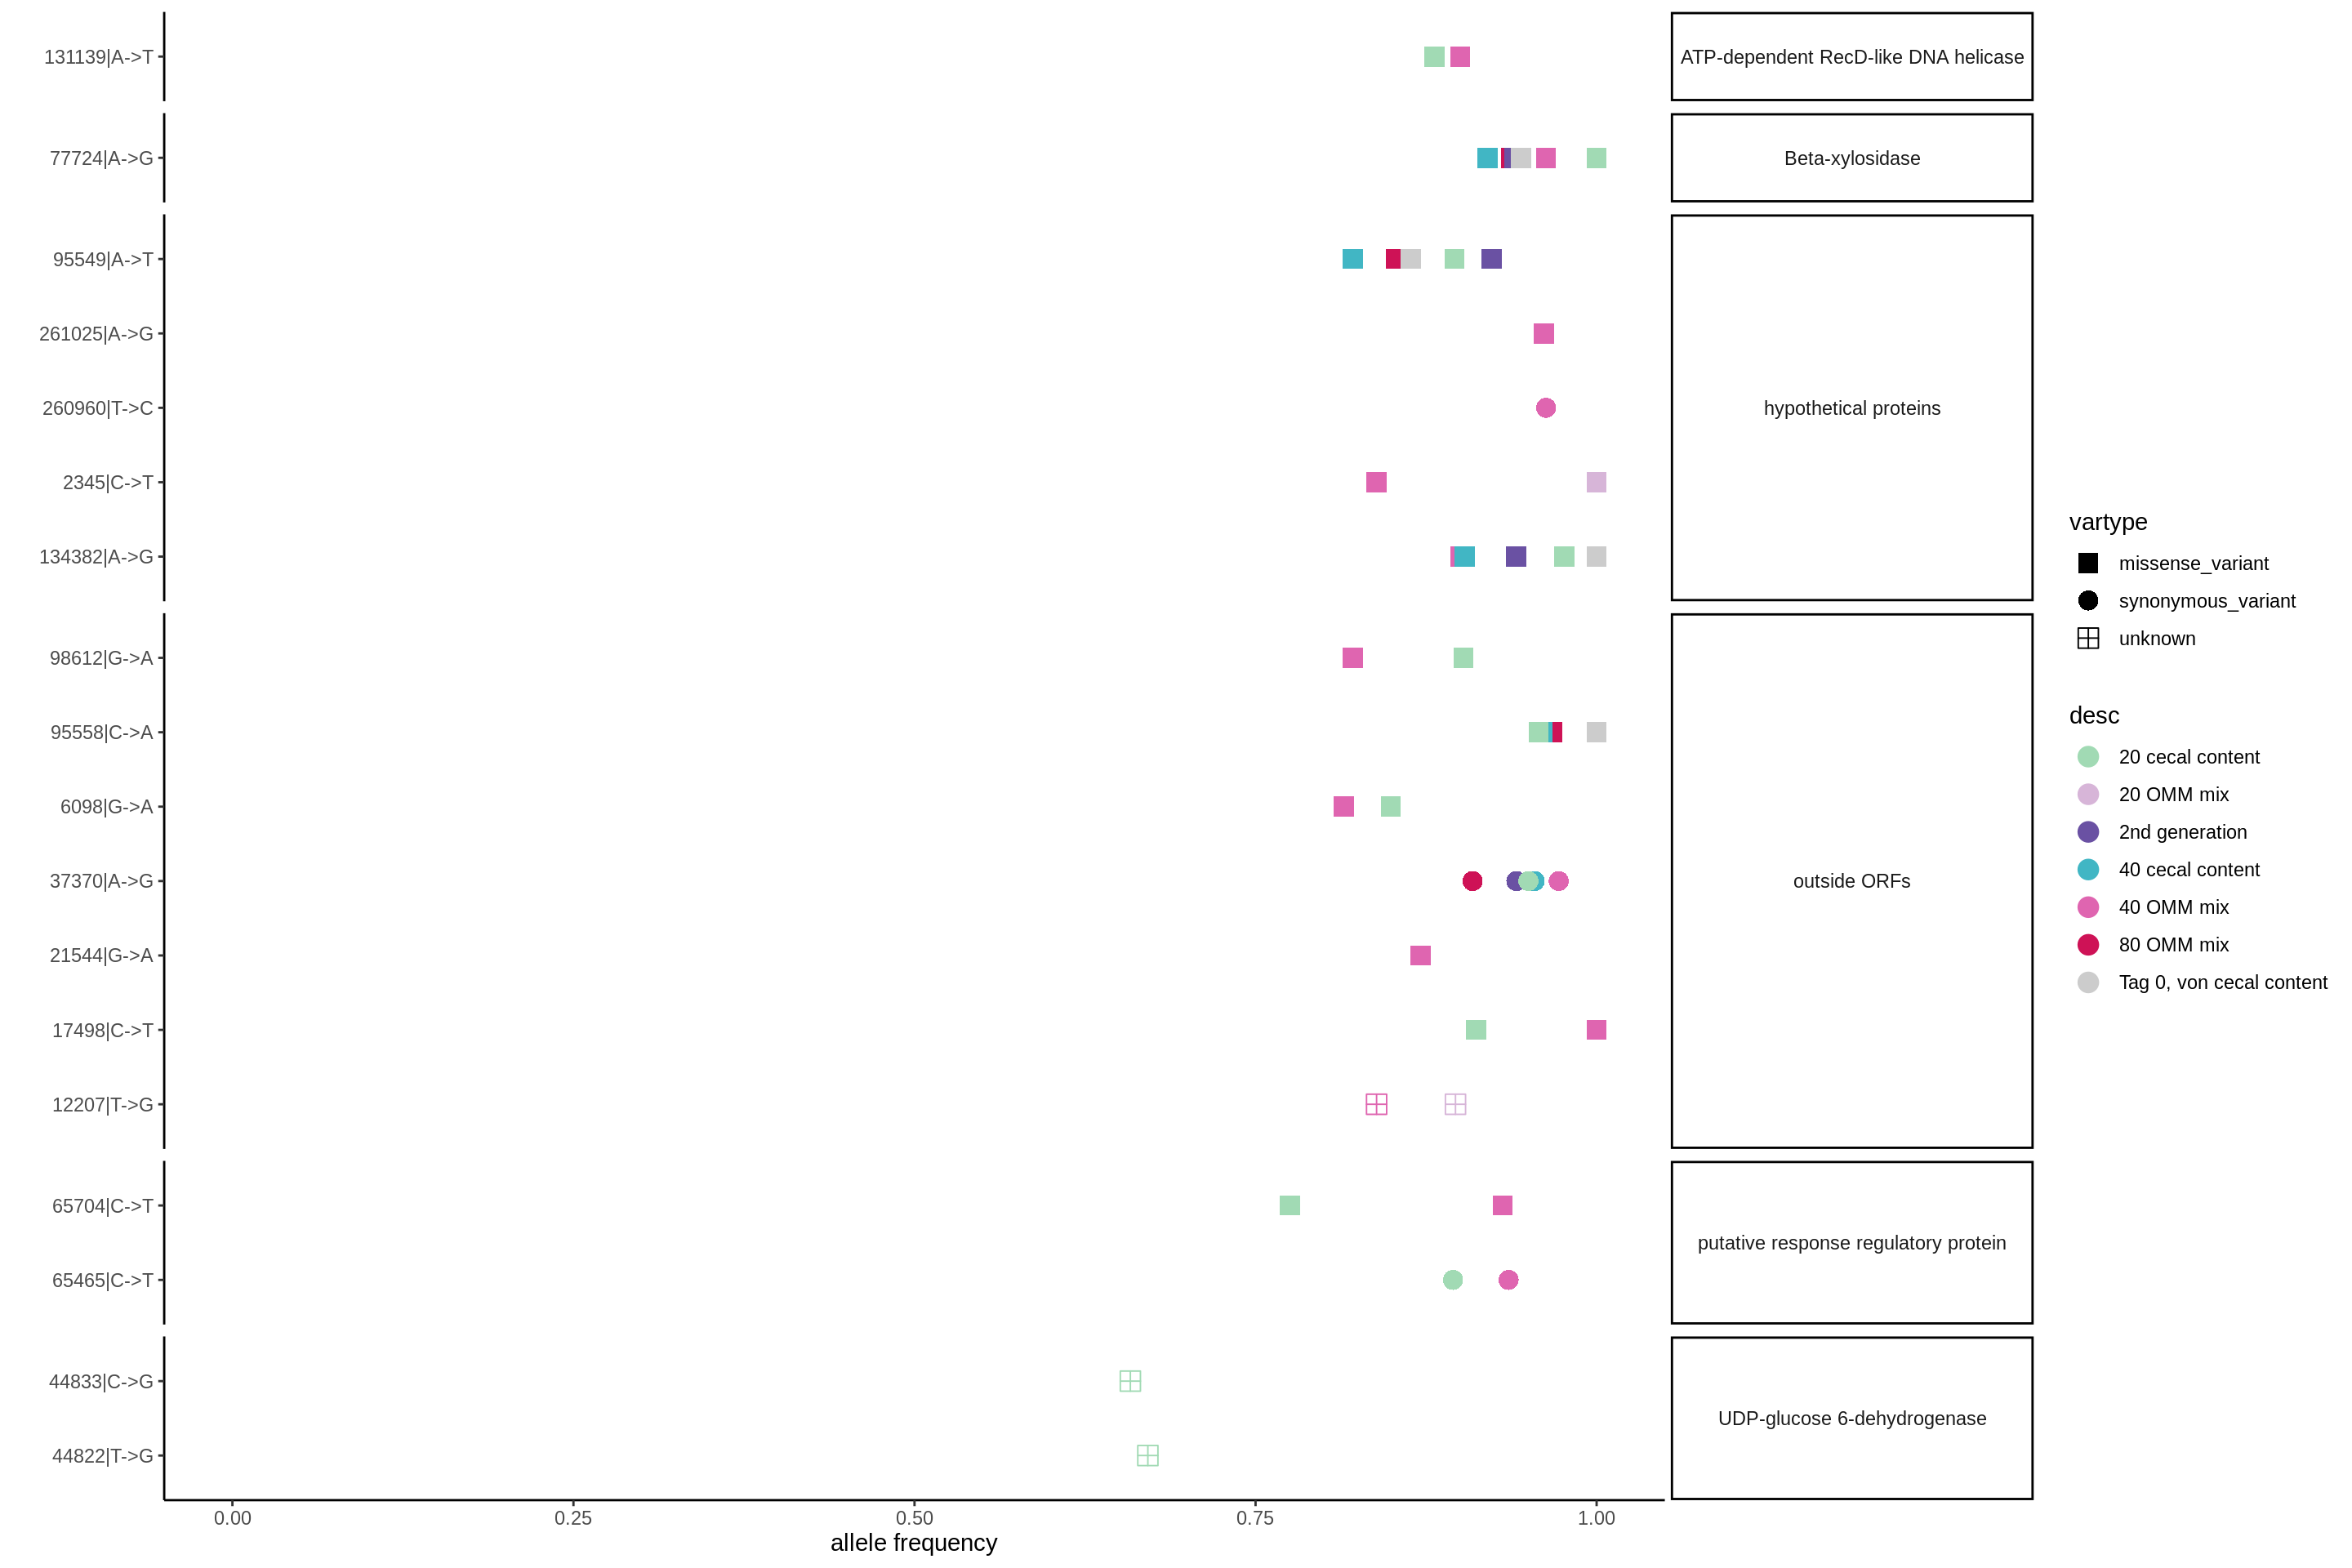 131139|A->T
ATP-dependent RecD-like DNA helicase
77724|A->G
Beta-xylosidase
95549|A->T
261025|A->G
260960|T->C
2345|C->T
134382|A->G
hypothetical proteins
98612|G->A
95558|C->A
6098|G->A
37370|A->G
21544|G->A
17498|C->T
12207|T->G
outside ORFs
65704|C->T
65465|C->T
putative response regulatory protein
44833|C->G
44822|T->G
UDP-glucose 6-dehydrogenase
0.00 0.25 0.50 0.75 1.00
allele frequency
vartype
missense_variant
synonymous_variant
unknown
desc
20 cecal content
20 OMM mix
2nd generation
40 cecal content
40 OMM mix
80 OMM mix
Tag 0, von cecal content